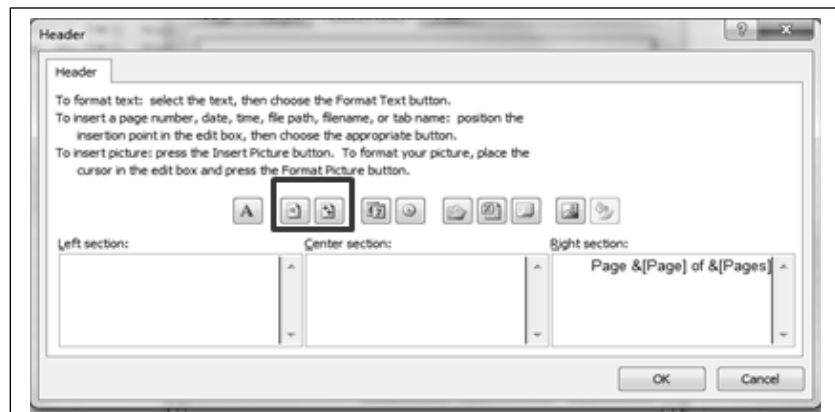 Header
Header
To format text: select the text, then choose the Format Text button.
To insert a page number, date, time, file path, filename, or tab name: position the
insertion point in the edit box, then choose the appropriate button.
To insert picture: press the Insert Picture button. To format your picture, place the
cursor in the edit box and press the Format Picture button.
A
Left section:
Center section:
Right section:
Page &[Page] of &[Pages]
OK
Cancel